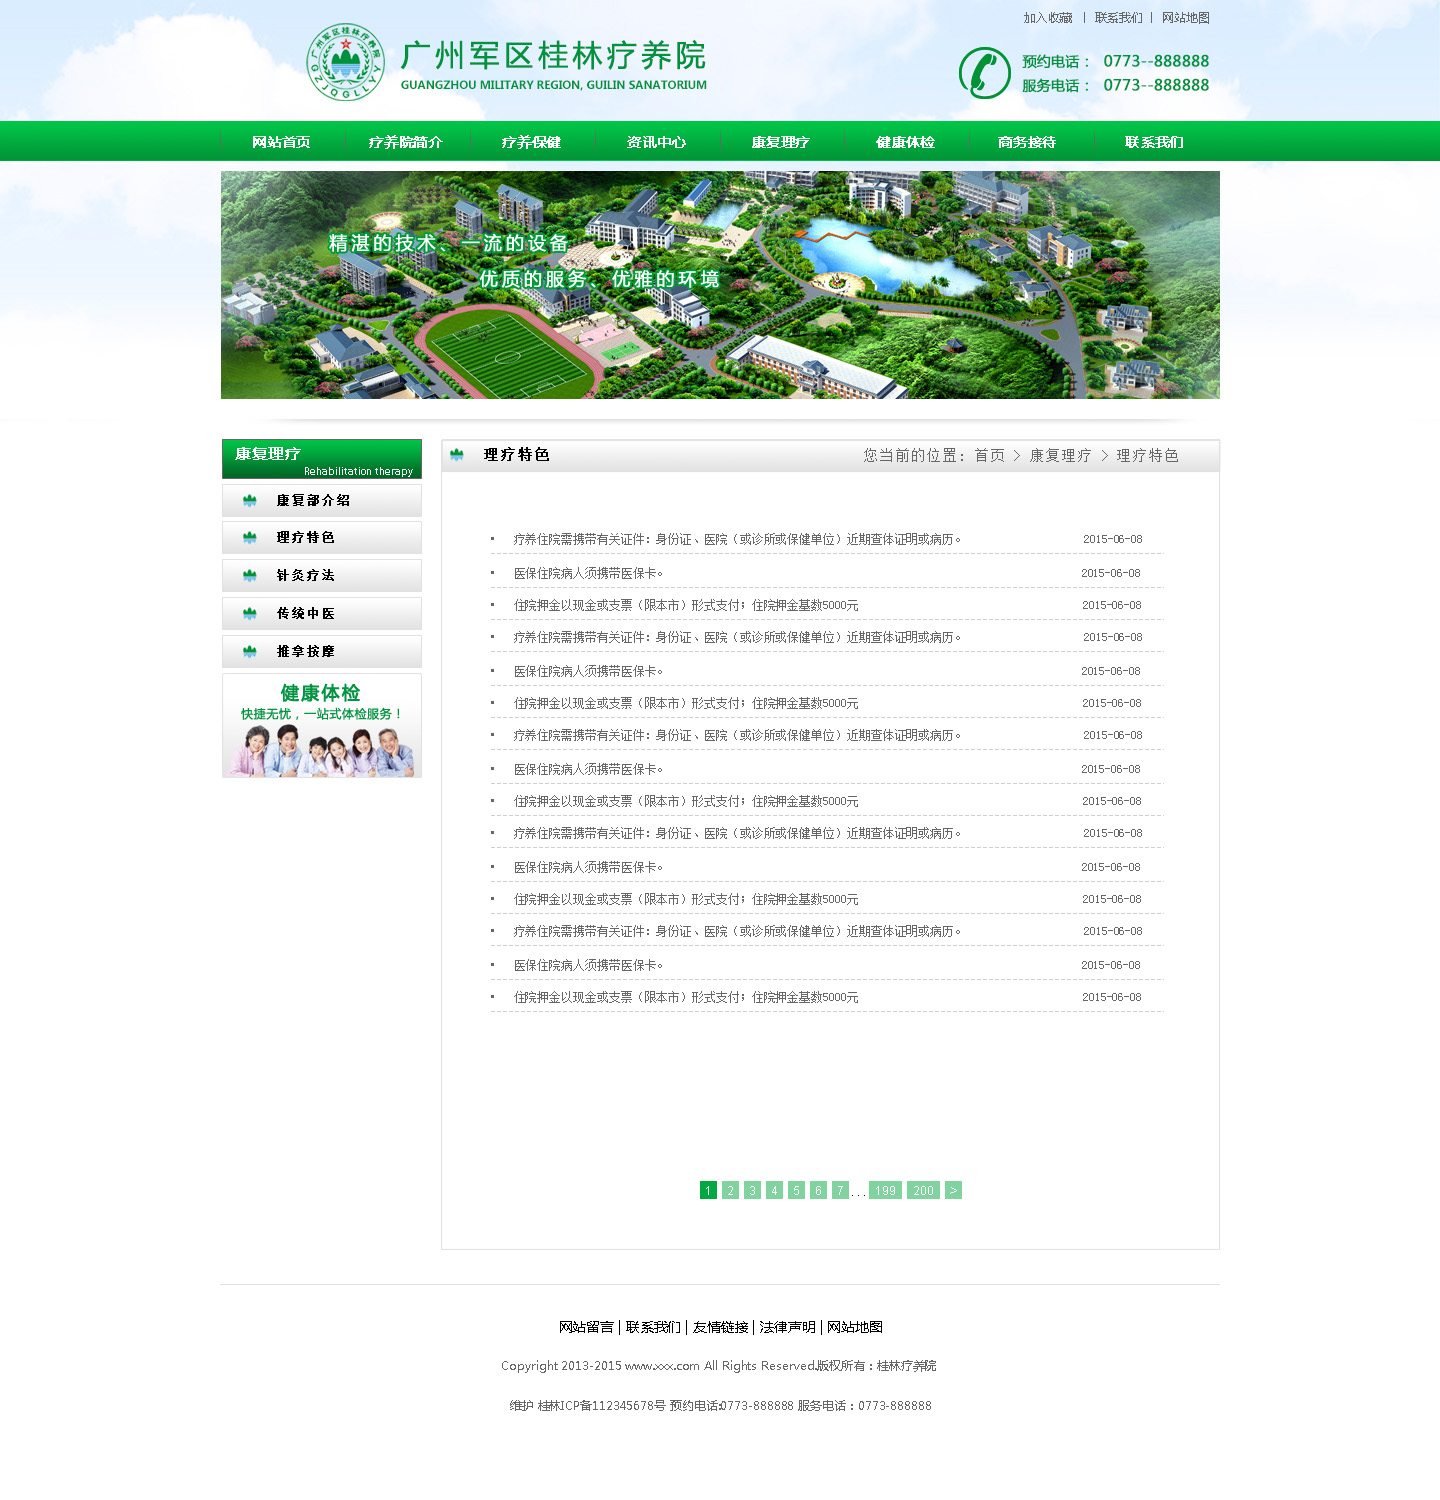 加入收藏 | 联系我们 | 网站地图
广州军区桂林疗养院
GUANGZHOU MILITARY REGION, GUILIN SANATORIUM
广州军区桂林疗养院
GZJQGLLYY
预约电话： 0773--888888
服务电话： 0773--888888
网站首页 疗养院简介 疗养保健 资讯中心 康复理疗 健康体检 商务接待 联系我们
精湛的技术、一流的设备
优质的服务、优雅的环境
康复理疗
Rehabilitation therapy
康复部介绍
理疗特色
针灸疗法
传统中医
推拿按摩
健康体检
快捷无忧，一站式体检服务！
理疗特色 您当前的位置：首页 > 康复理疗 > 理疗特色
▪ 疗养住院需携带有关证件：身份证、医院（或诊所或保健单位）近期查体证明或病历。 2015-06-08
▪ 医保住院病人须携带医保卡。 2015-06-08
▪ 住院押金以现金或支票（限本市）形式支付；住院押金基数5000元 2015-06-08
▪ 疗养住院需携带有关证件：身份证、医院（或诊所或保健单位）近期查体证明或病历。 2015-06-08
▪ 医保住院病人须携带医保卡。 2015-06-08
▪ 住院押金以现金或支票（限本市）形式支付；住院押金基数5000元 2015-06-08
▪ 疗养住院需携带有关证件：身份证、医院（或诊所或保健单位）近期查体证明或病历。 2015-06-08
▪ 医保住院病人须携带医保卡。 2015-06-08
▪ 住院押金以现金或支票（限本市）形式支付；住院押金基数5000元 2015-06-08
▪ 疗养住院需携带有关证件：身份证、医院（或诊所或保健单位）近期查体证明或病历。 2015-06-08
▪ 医保住院病人须携带医保卡。 2015-06-08
▪ 住院押金以现金或支票（限本市）形式支付；住院押金基数5000元 2015-06-08
▪ 疗养住院需携带有关证件：身份证、医院（或诊所或保健单位）近期查体证明或病历。 2015-06-08
▪ 医保住院病人须携带医保卡。 2015-06-08
▪ 住院押金以现金或支票（限本市）形式支付；住院押金基数5000元 2015-06-08
1 2 3 4 5 6 7 ... 199 200 >
网站留言 | 联系我们 | 友情链接 | 法律声明 | 网站地图
Copyright 2013-2015 www.xxx.com All Rights Reserved.版权所有：桂林疗养院
维护 桂林ICP备112345678号 预约电话:0773-888888 服务电话：0773-888888